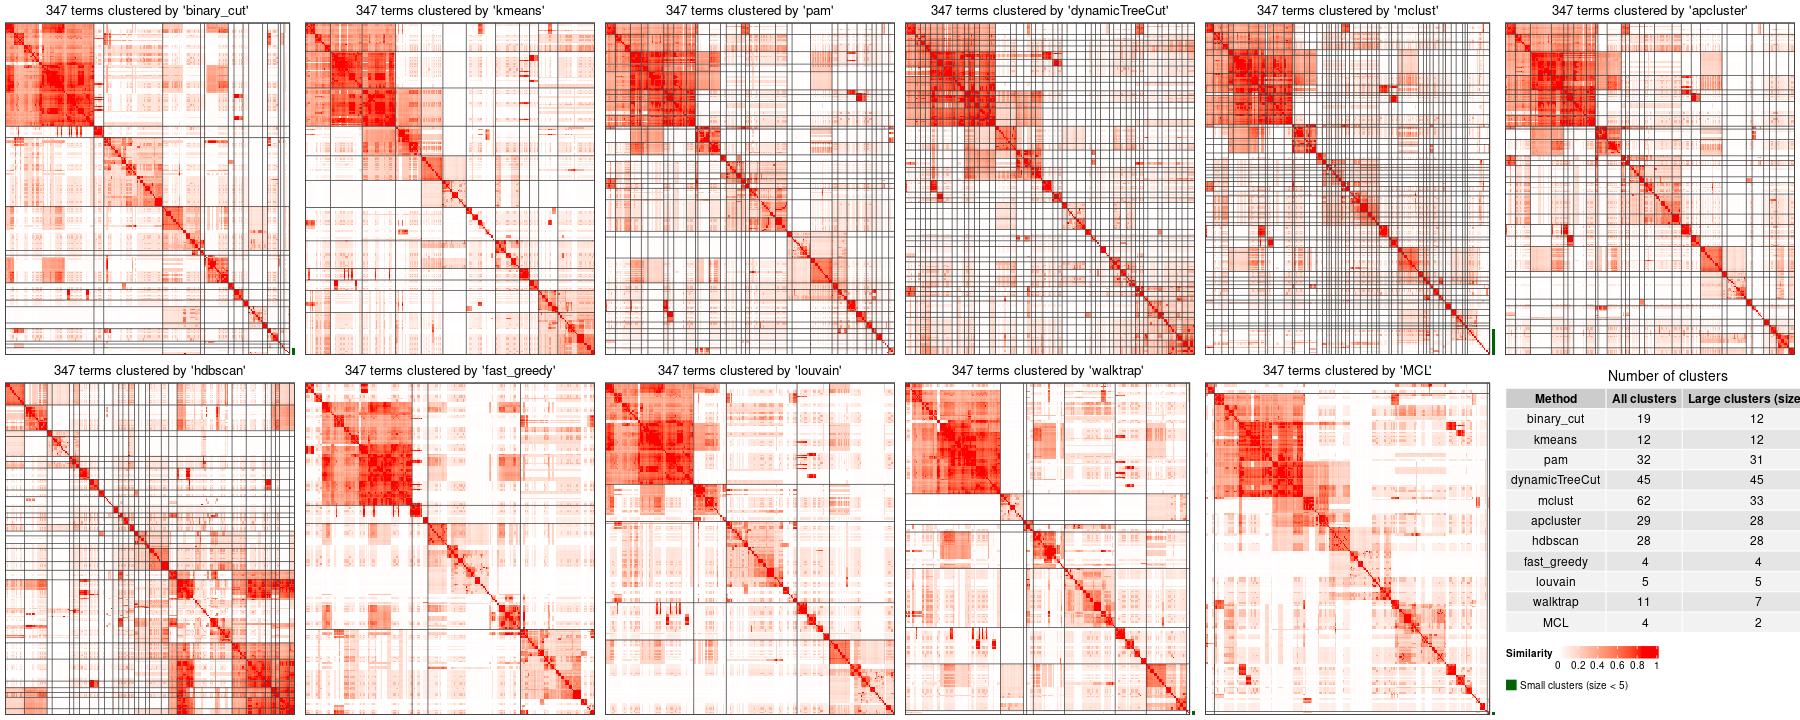 347 terms clustered by 'binary_cut'
347 terms clustered by 'kmeans'
347 terms clustered by 'pam'
347 terms clustered by 'dynamicTreeCut'
347 terms clustered by 'mclust'
347 terms clustered by 'apcluster'
347 terms clustered by 'hdbscan'
347 terms clustered by 'fast_greedy'
347 terms clustered by 'louvain'
347 terms clustered by 'walktrap'
347 terms clustered by 'MCL'
Number of clusters
Method All clusters Large clusters (size
binary_cut 19 12
kmeans 12 12
pam 32 31
dynamicTreeCut 45 45
mclust 62 33
apcluster 29 28
hdbscan 28 28
fast_greedy 4 4
louvain 5 5
walktrap 11 7
MCL 4 2
Similarity
0 0.2 0.4 0.6 0.8 1
Small clusters (size < 5)